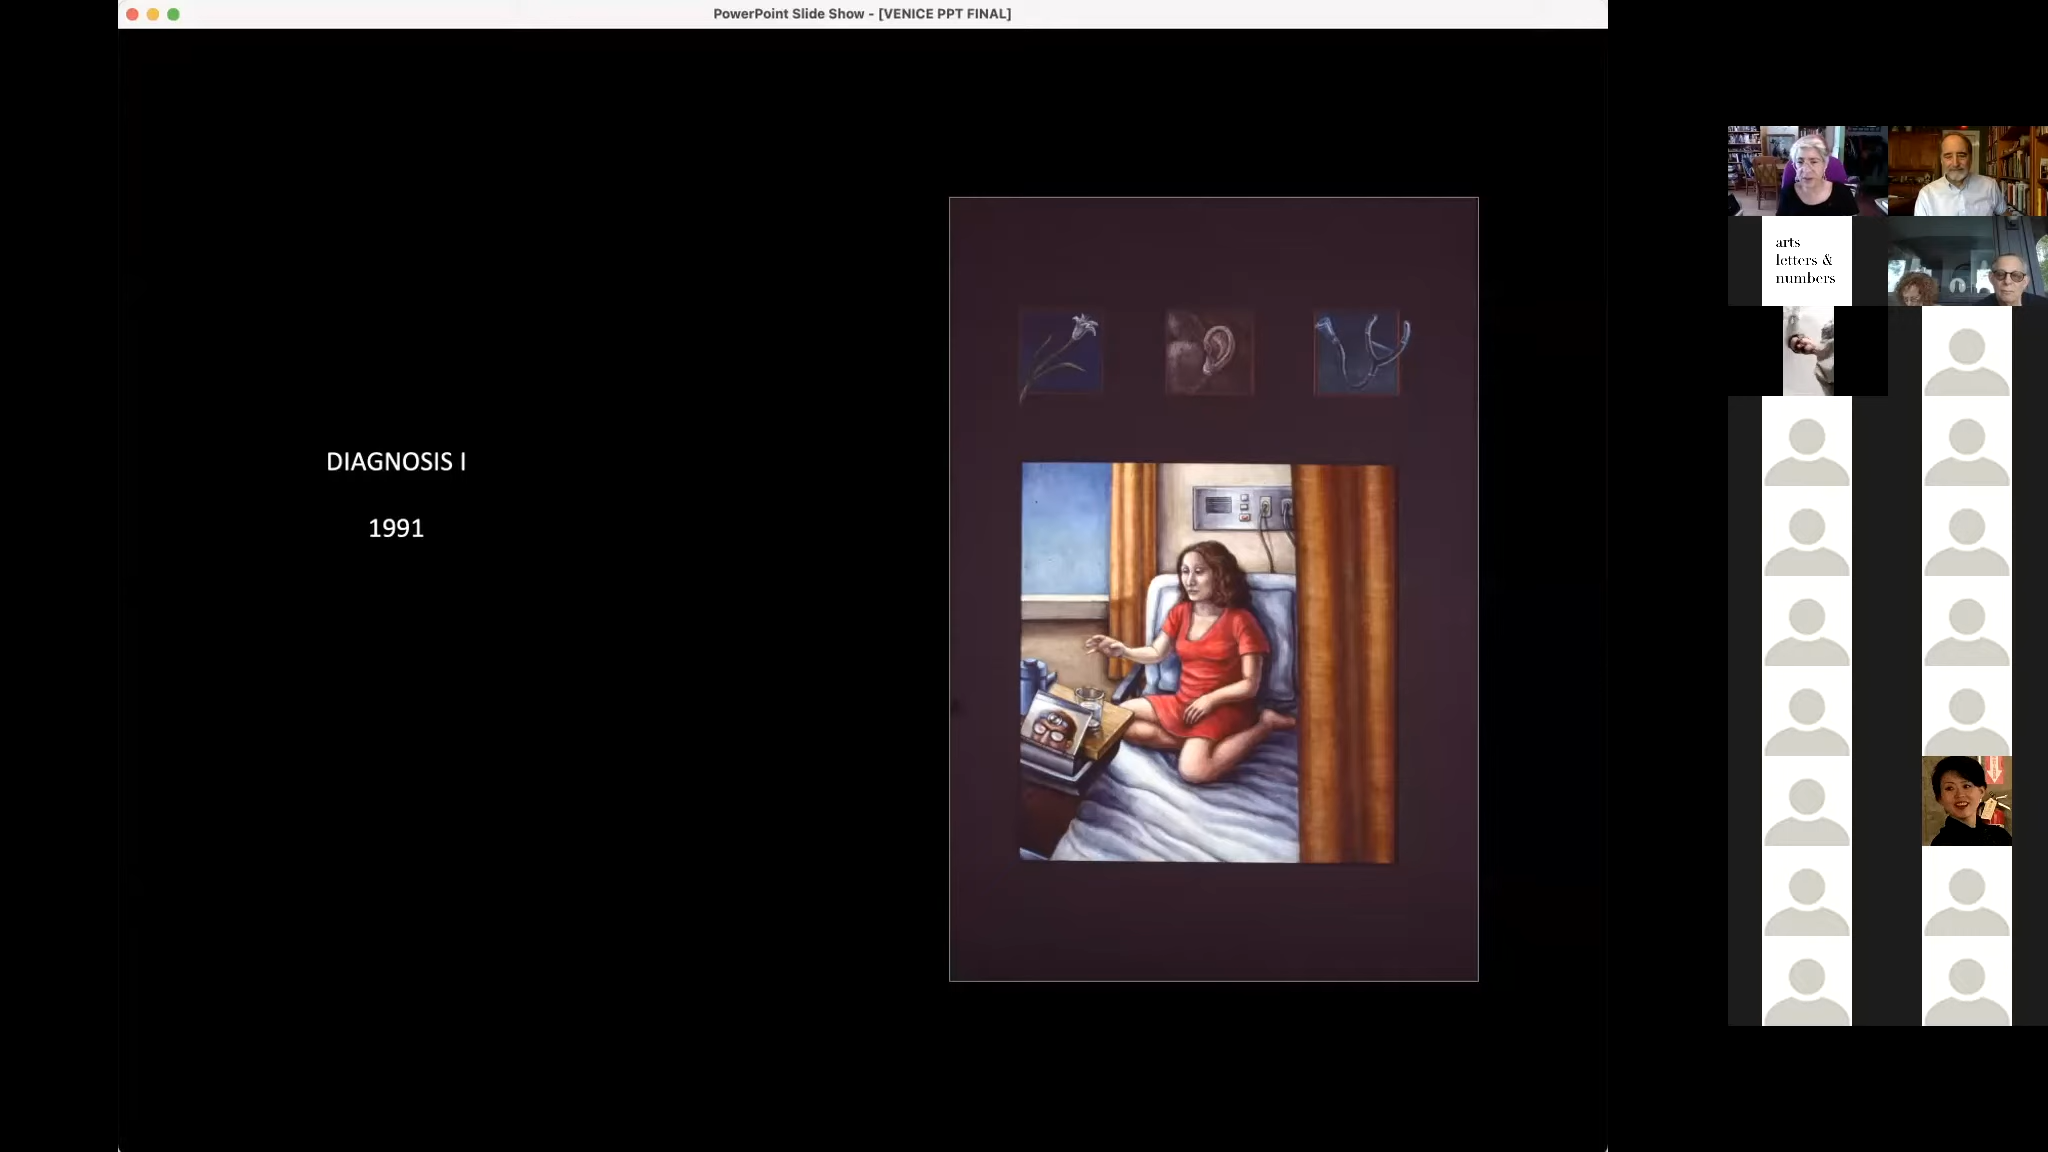 PowerPoint Slide Show - [VENICE PPT FINAL]
DIAGNOSIS I
1991
arts
letters &
numbers